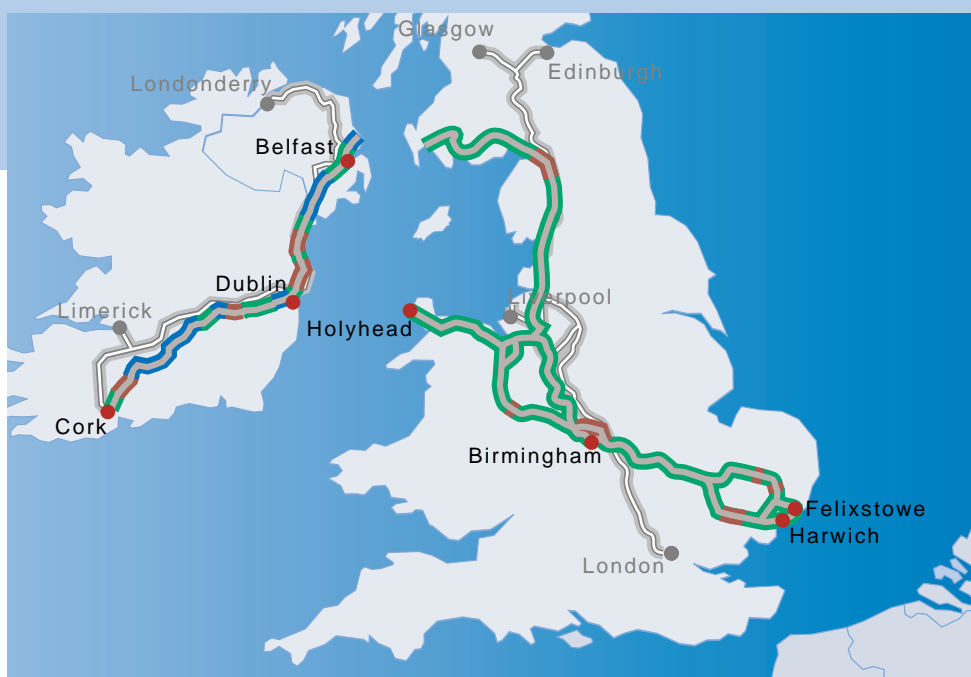 Glasgow
Edinburgh
Londonderry
Belfast
Dublin
Liverpool
Limerick
Holyhead
Cork
Birmingham
Felixstowe
Harwich
London